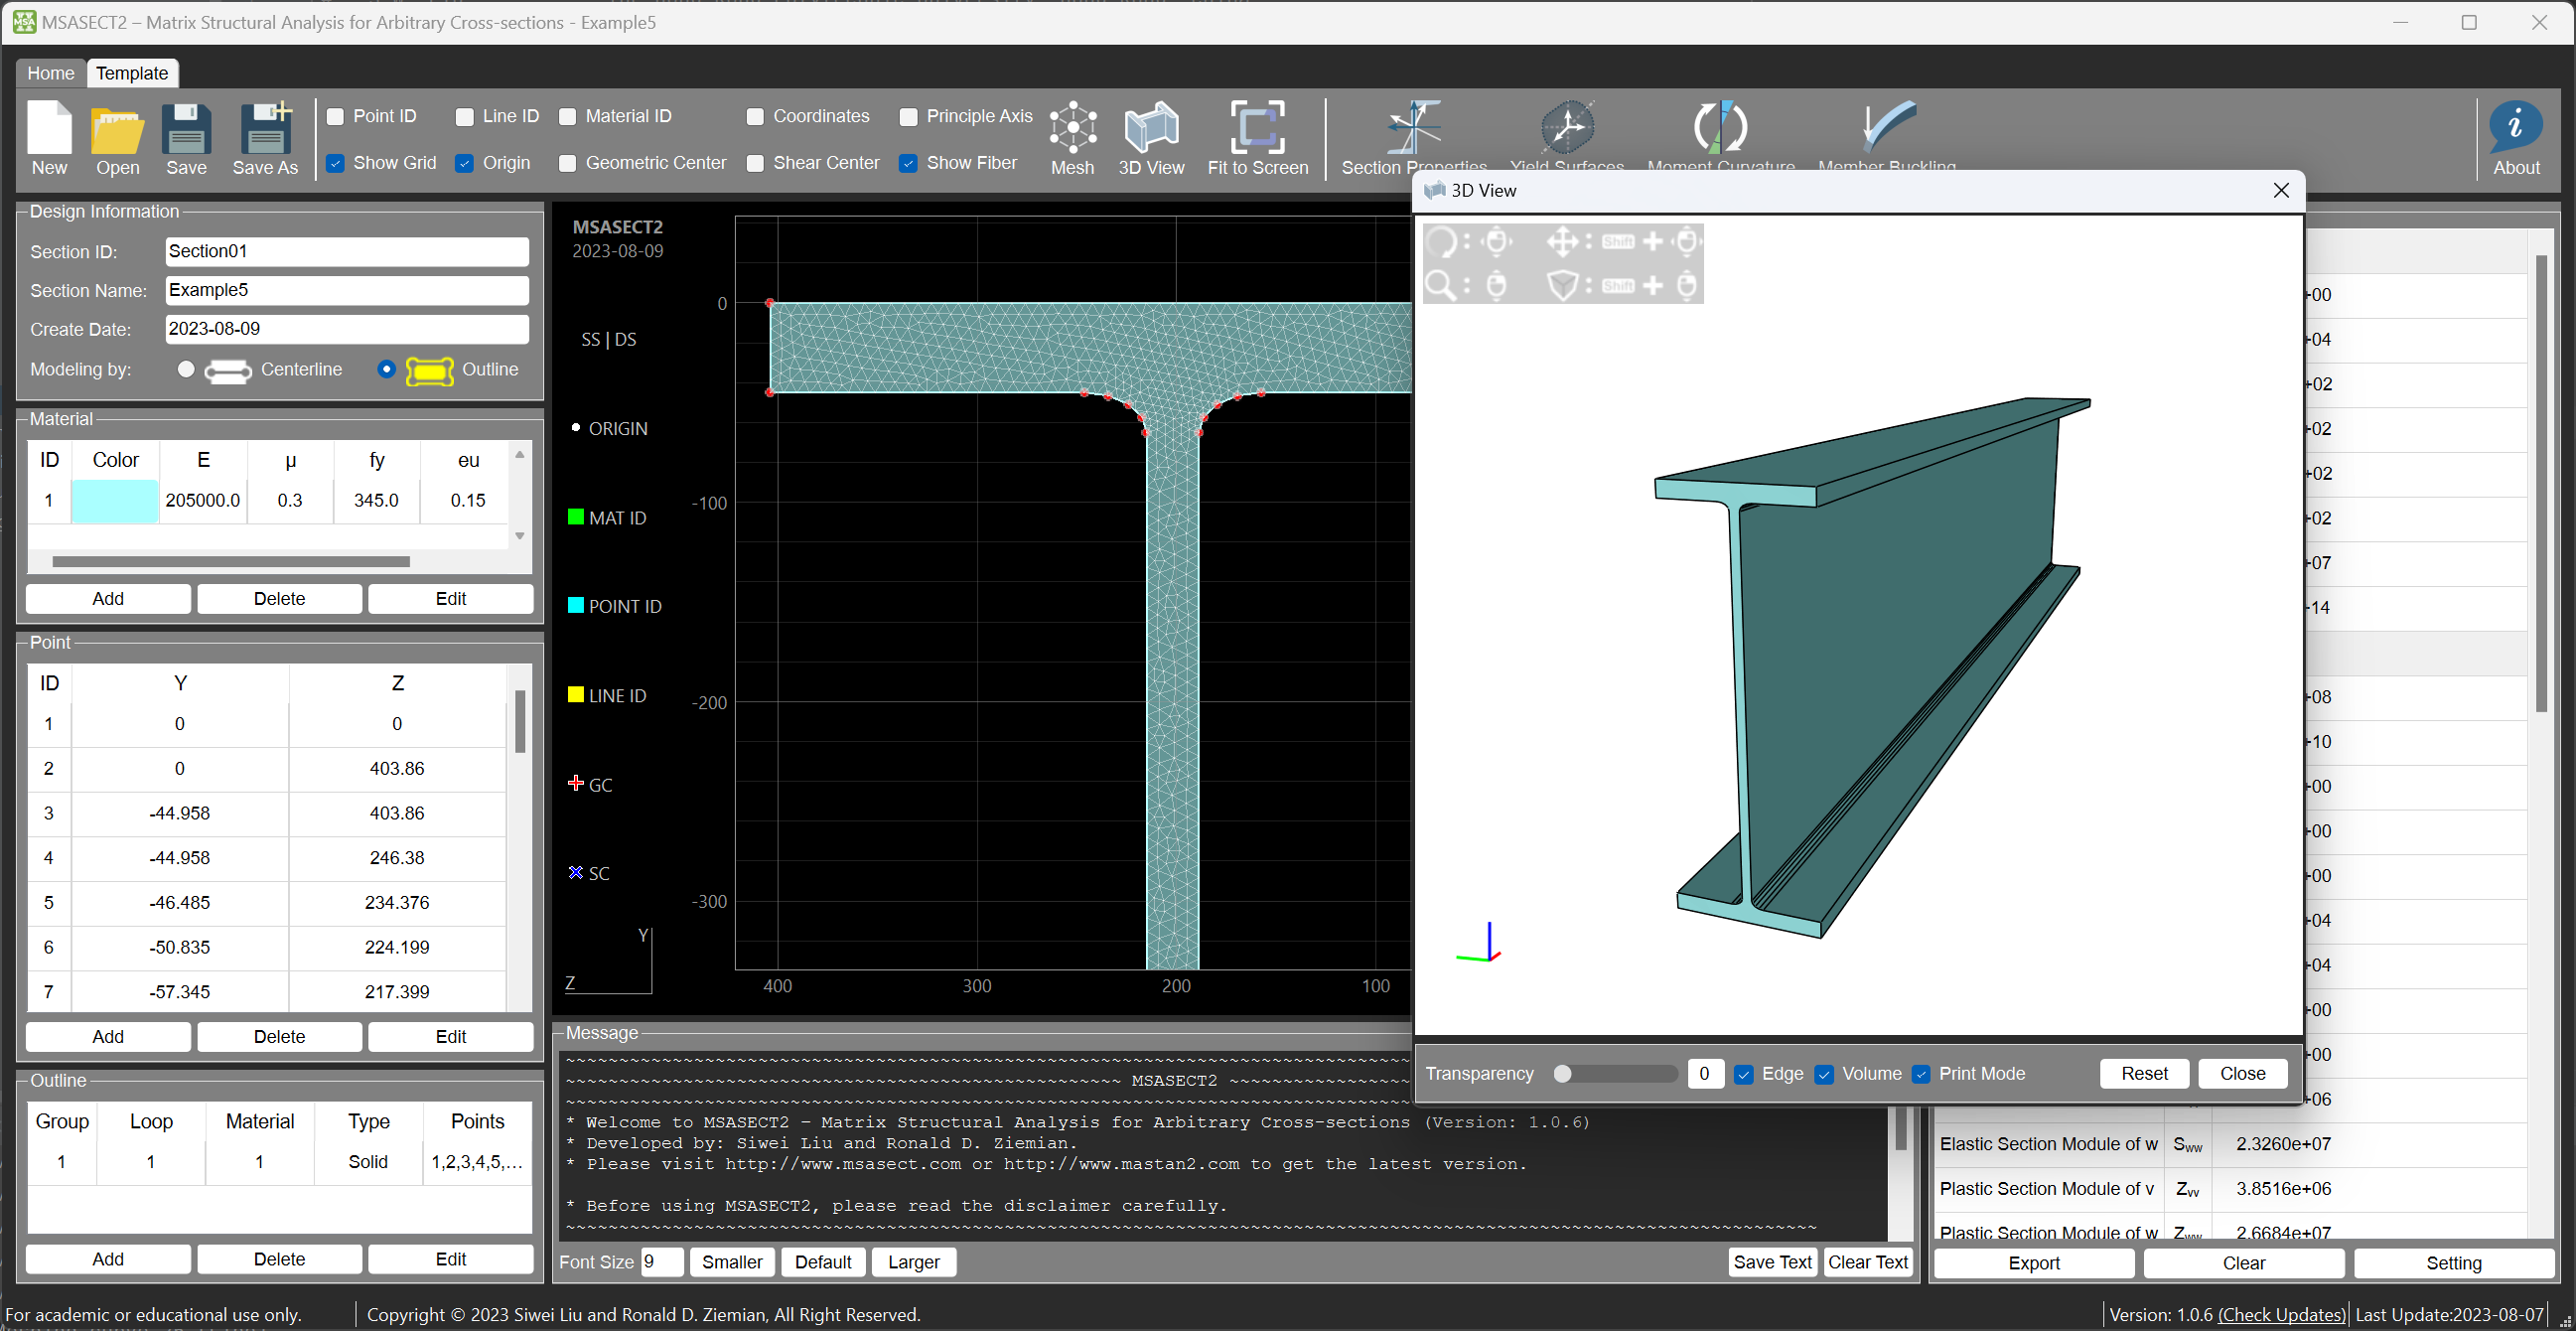 MSASECT2 – Matrix Structural Analysis for Arbitrary Cross-sections - Example5
Home Template
New Open Save Save As
Point ID Line ID Material ID Coordinates Principle Axis
Show Grid Origin Geometric Center Shear Center Show Fiber
Mesh 3D View Fit to Screen Section Properties Yield Surfaces Moment Curvature Member Buckling About
Design Information
Section ID: Section01
Section Name: Example5
Create Date: 2023-08-09
Modeling by: Centerline Outline
Material
ID Color E μ fy eu
1 205000.0 0.3 345.0 0.15
Add Delete Edit
Point
ID Y Z
1 0 0
2 0 403.86
3 -44.958 403.86
4 -44.958 246.38
5 -46.485 234.376
6 -50.835 224.199
7 -57.345 217.399
Add Delete Edit
Outline
Group Loop Material Type Points
1 1 1 Solid 1,2,3,4,5,...
Add Delete Edit
MSASECT2
2023-08-09
SS | DS
ORIGIN
MAT ID
POINT ID
LINE ID
GC
SC
Y
Z
0
-100
-200
-300
400 300 200 100
3D View
Shift
Shift
Transparency 0 Edge Volume Print Mode Reset Close
+00
+04
+02
+02
+02
+02
+07
-14
+08
+10
+00
+00
+00
+04
+04
+00
+00
+06
Elastic Section Module of w Sww 2.3260e+07
Plastic Section Module of v Zvv 3.8516e+06
Plastic Section Module of w Zww 2.6684e+07
Export Clear Setting
Message
MSASECT2
* Welcome to MSASECT2 – Matrix Structural Analysis for Arbitrary Cross-sections (Version: 1.0.6)
* Developed by: Siwei Liu and Ronald D. Ziemian.
* Please visit http://www.msasect.com or http://www.mastan2.com to get the latest version.
* Before using MSASECT2, please read the disclaimer carefully.
Font Size 9 Smaller Default Larger Save Text Clear Text
For academic or educational use only. Copyright © 2023 Siwei Liu and Ronald D. Ziemian, All Right Reserved. Version: 1.0.6 (Check Updates) Last Update:2023-08-07